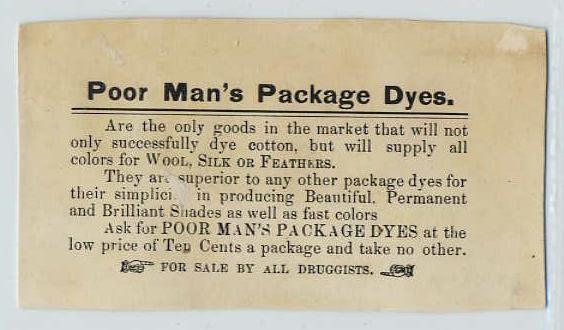 Poor Man's Package Dyes.
Are the only goods in the market that will not
only successfully dye cotton, but will supply all
colors for WOOL, SILK OR FEATHERS.
They are superior to any other package dyes for
their simplici in producing Beautiful, Permanent
and Brilliant Shades as well as fast colors
Ask for POOR MAN'S PACKAGE DYES at the
low price of Ten Cents a package and take no other.
FOR SALE BY ALL DRUGGISTS.